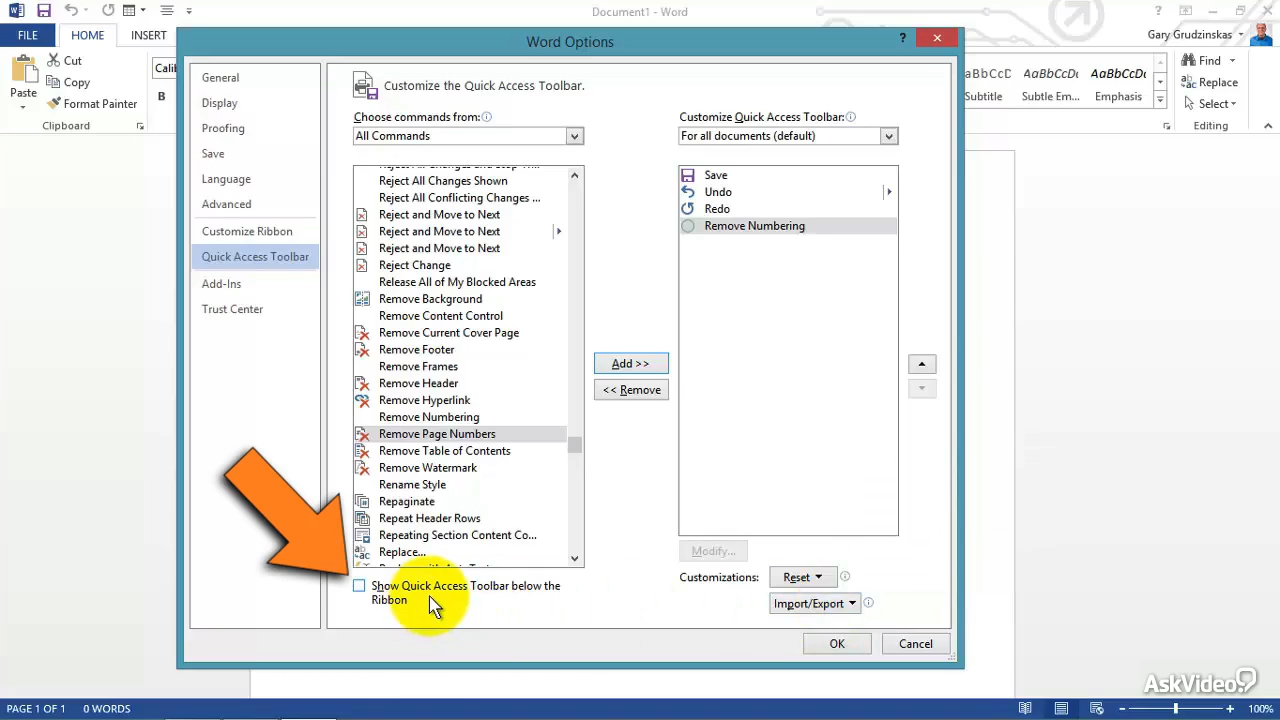 Document1 - Word
?
FILE
HOME
INSERT
Gary Grudzinskas
Paste
Cut
Copy
Format Painter
Clipboard
Calib
B
Subtitle
Subtle Em...
AaBbCcDc
Emphasis
Find
Replace
Select
Editing
Word Options
?
General
Display
Proofing
Save
Language
Advanced
Customize Ribbon
Quick Access Toolbar
Add-Ins
Trust Center
Customize the Quick Access Toolbar.
Choose commands from:
All Commands
Reject All Changes Shown
Reject All Conflicting Changes ...
Reject and Move to Next
Reject and Move to Next
Reject and Move to Next
Reject Change
Release All of My Blocked Areas
Remove Background
Remove Content Control
Remove Current Cover Page
Remove Footer
Remove Frames
Remove Header
Remove Hyperlink
Remove Numbering
Remove Page Numbers
Remove Table of Contents
Remove Watermark
Rename Style
Repaginate
Repeat Header Rows
Repeating Section Content Co...
Replace...
Show Quick Access Toolbar below the
Ribbon
Add >>
<< Remove
Customize Quick Access Toolbar:
For all documents (default)
Save
Undo
Redo
Remove Numbering
Modify...
Customizations:
Reset
Import/Export
OK
Cancel
AskVideo
PAGE 1 OF 1
0 WORDS
100%